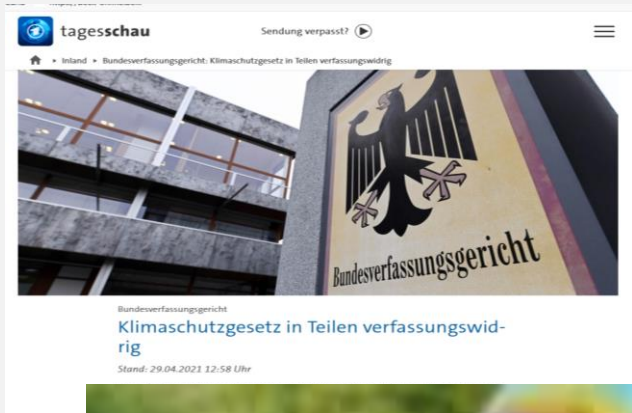 tagesschau
Sendung verpasst?
Inland ▸ Bundesverfassungsgericht: Klimaschutzgesetz in Teilen verfassungswidrig
Bundesverfassungsgericht
Bundesverfassungsgericht
Klimaschutzgesetz in Teilen verfassungswid-
rig
Stand: 29.04.2021 12:58 Uhr